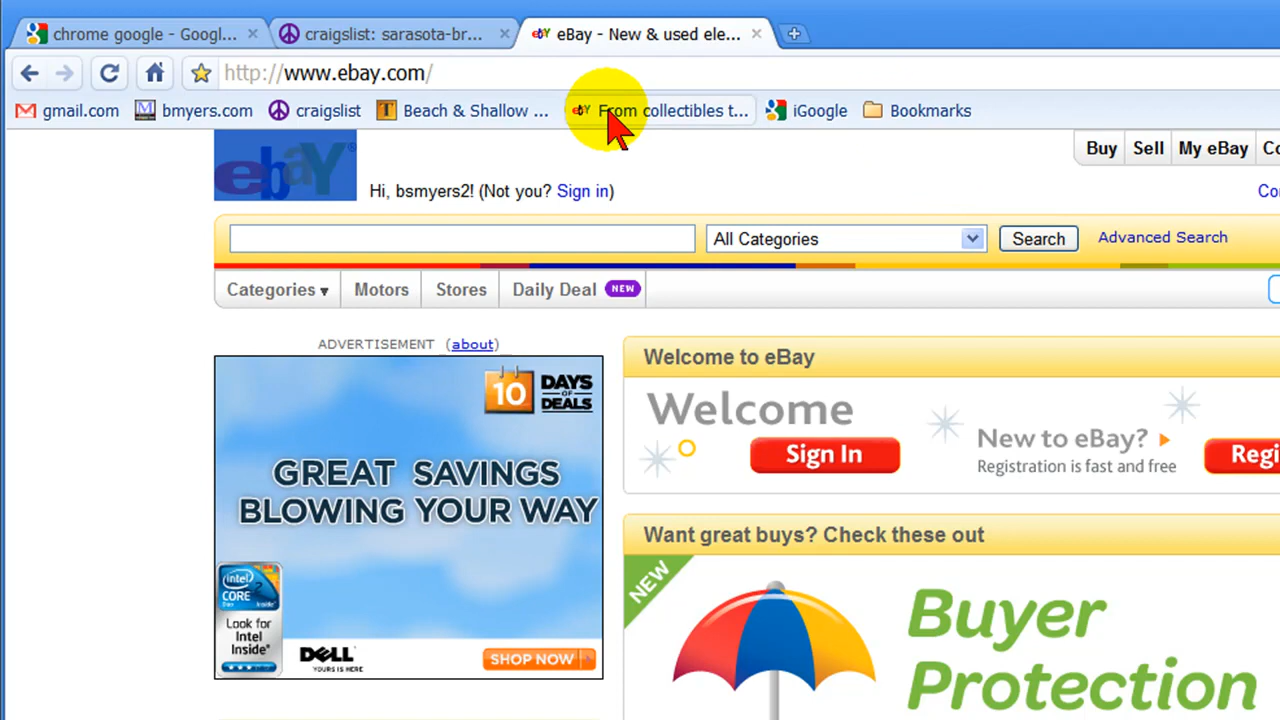 chrome google - Googl...
craigslist: sarasota-br...
eBay - New & used ele...
http://www.ebay.com/
gmail.com
bmyers.com
craigslist
Beach & Shallow ...
From collectibles t...
iGoogle
Bookmarks
ebaY®
Hi, bsmyers2! (Not you? Sign in)
Buy
Sell
My eBay
All Categories
Search
Advanced Search
Categories
Motors
Stores
Daily Deal
NEW
ADVERTISEMENT (about)
10 DAYS OF DEALS
GREAT SAVINGS
BLOWING YOUR WAY
intel
CORE 2
Duo inside™
Look for
Intel
Inside®
DELL
YOURS IS HERE
SHOP NOW
Welcome to eBay
Welcome
Sign In
New to eBay?
Registration is fast and free
Want great buys? Check these out
NEW
Buyer
Protection